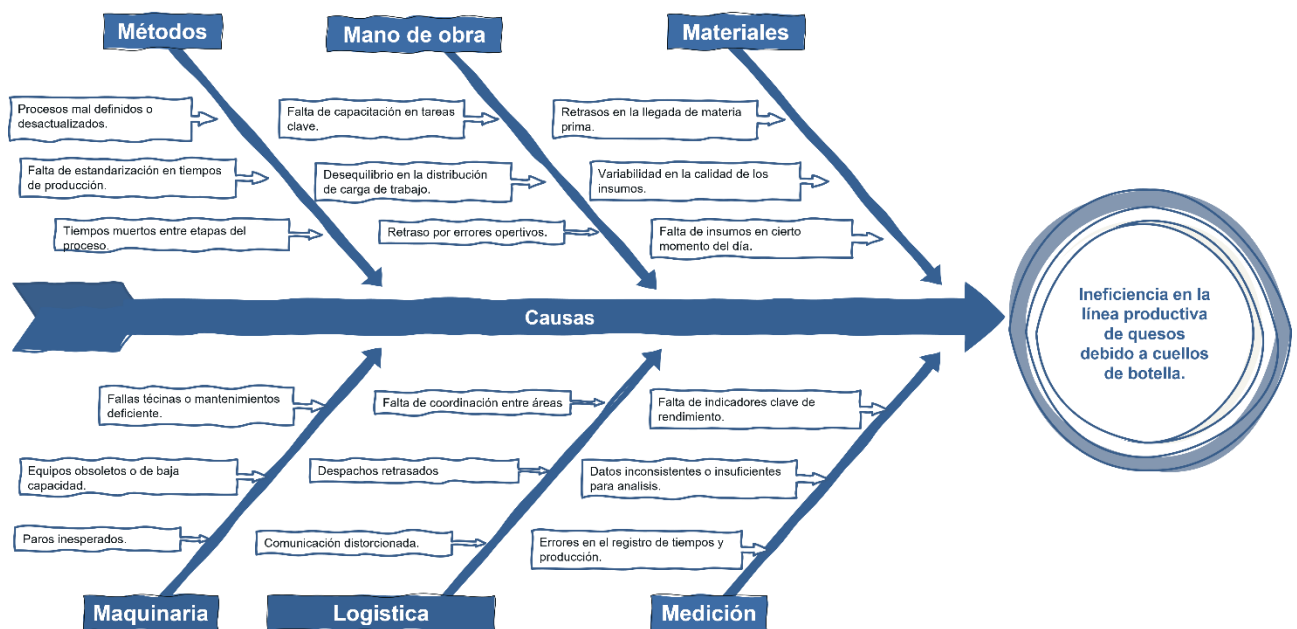 Métodos
Mano de obra
Materiales
Procesos mal definidos o
desactualizados.
Falta de estandarización en tiempos
de producción.
Tiempos muertos entre etapas del
proceso.
Falta de capacitación en tareas
clave.
Desequilibrio en la distribución
de carga de trabajo.
Retraso por errores opertivos.
Retrasos en la llegada de materia
prima.
Variabilidad en la calidad de los
insumos.
Falta de insumos en cierto
momento del día.
Causas
Ineficiencia en la
línea productiva
de quesos
debido a cuellos
de botella.
Fallas técinas o mantenimientos
deficiente.
Equipos obsoletos o de baja
capacidad.
Paros inesperados.
Falta de coordinación entre áreas
Despachos retrasados
Comunicación distorcionada.
Falta de indicadores clave de
rendimiento.
Datos inconsistentes o insuficientes
para analisis.
Errores en el registro de tiempos y
producción.
Maquinaria
Logistica
Medición